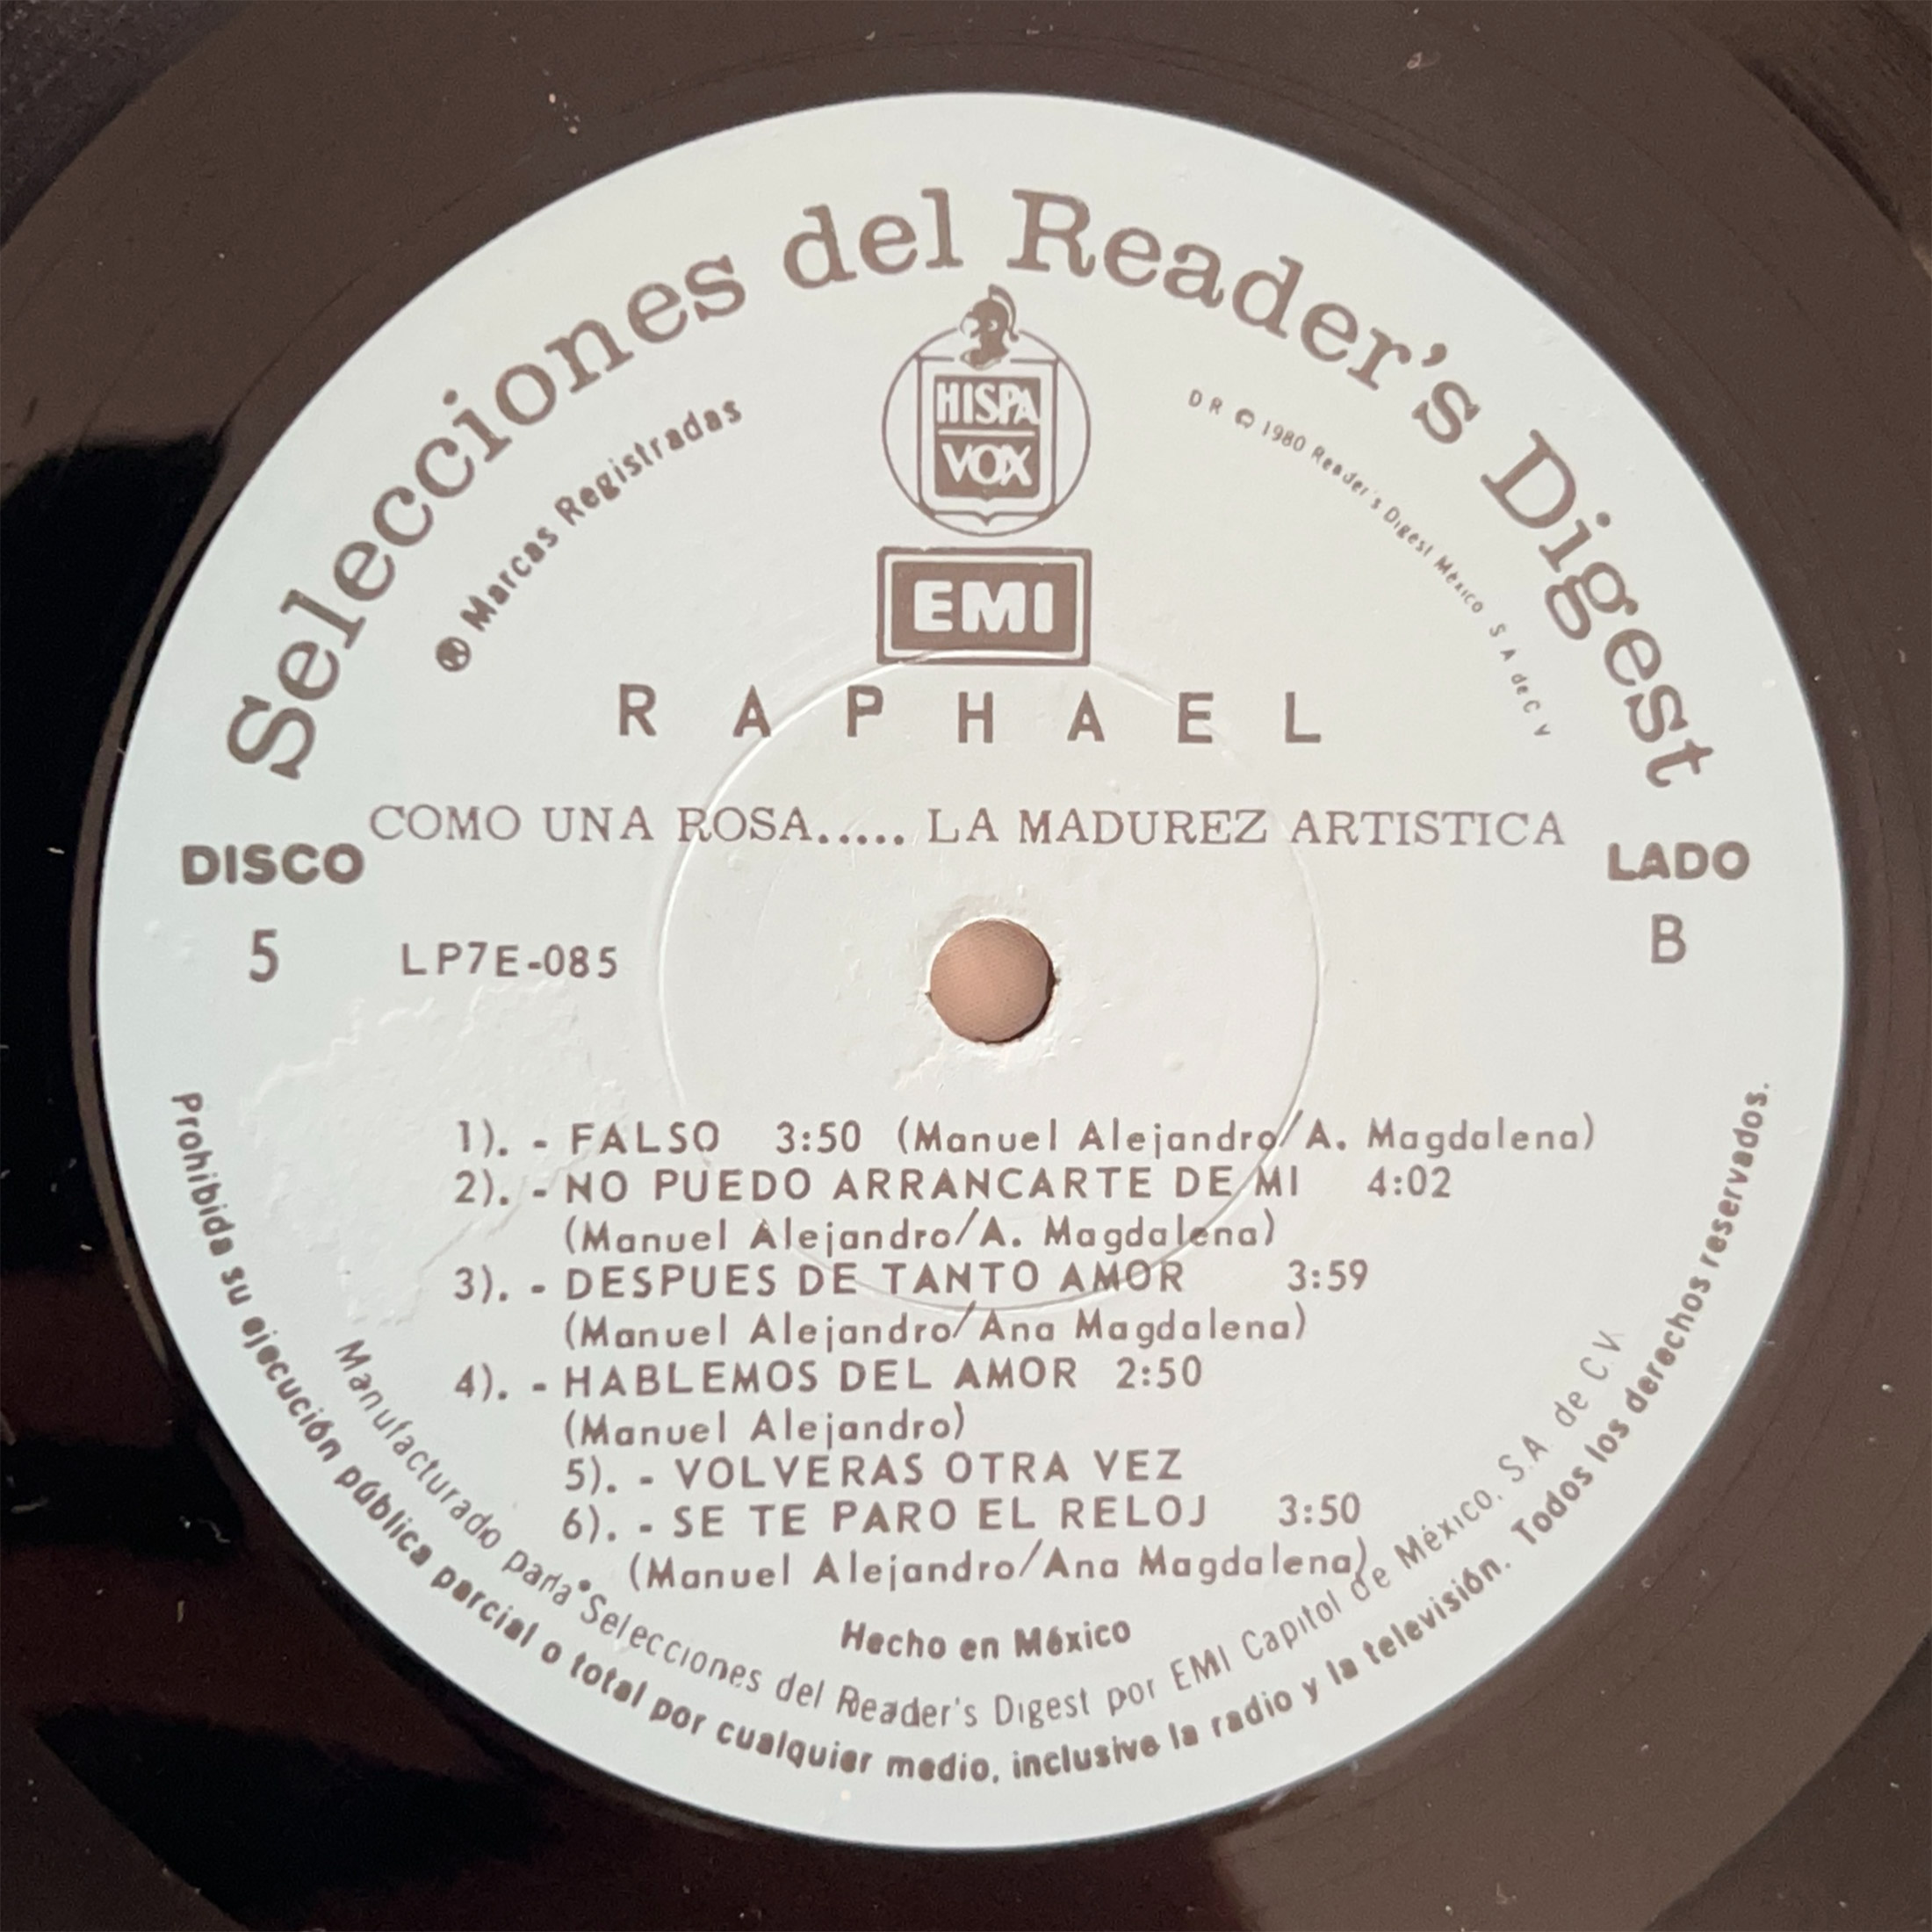 Selecciones del Reader's Digest
Marcas Registradas
D R © 1980 Reader's Digest México S A de C V
HISPA
VOX
EMI
RAPHAEL
COMO UNA ROSA..... LA MADUREZ ARTISTICA
DISCO
5
LP7E-085
LADO
B
1). - FALSO 3:50 (Manuel Alejandro/A. Magdalena)
2). - NO PUEDO ARRANCARTE DE MI 4:02
(Manuel Alejandro/A. Magdalena)
3). - DESPUES DE TANTO AMOR 3:59
(Manuel Alejandro/Ana Magdalena)
4). - HABLEMOS DEL AMOR 2:50
(Manuel Alejandro)
5). - VOLVERAS OTRA VEZ
6). - SE TE PARO EL RELOJ 3:50
(Manuel Alejandro/Ana Magdalena)
Hecho en México
Manufacturado para Selecciones del Reader's Digest por EMI Capitol de México, S.A. de C.V.
Prohibida su ejecución pública parcial o total por cualquier medio, inclusive la radio y la televisión. Todos los derechos reservados.